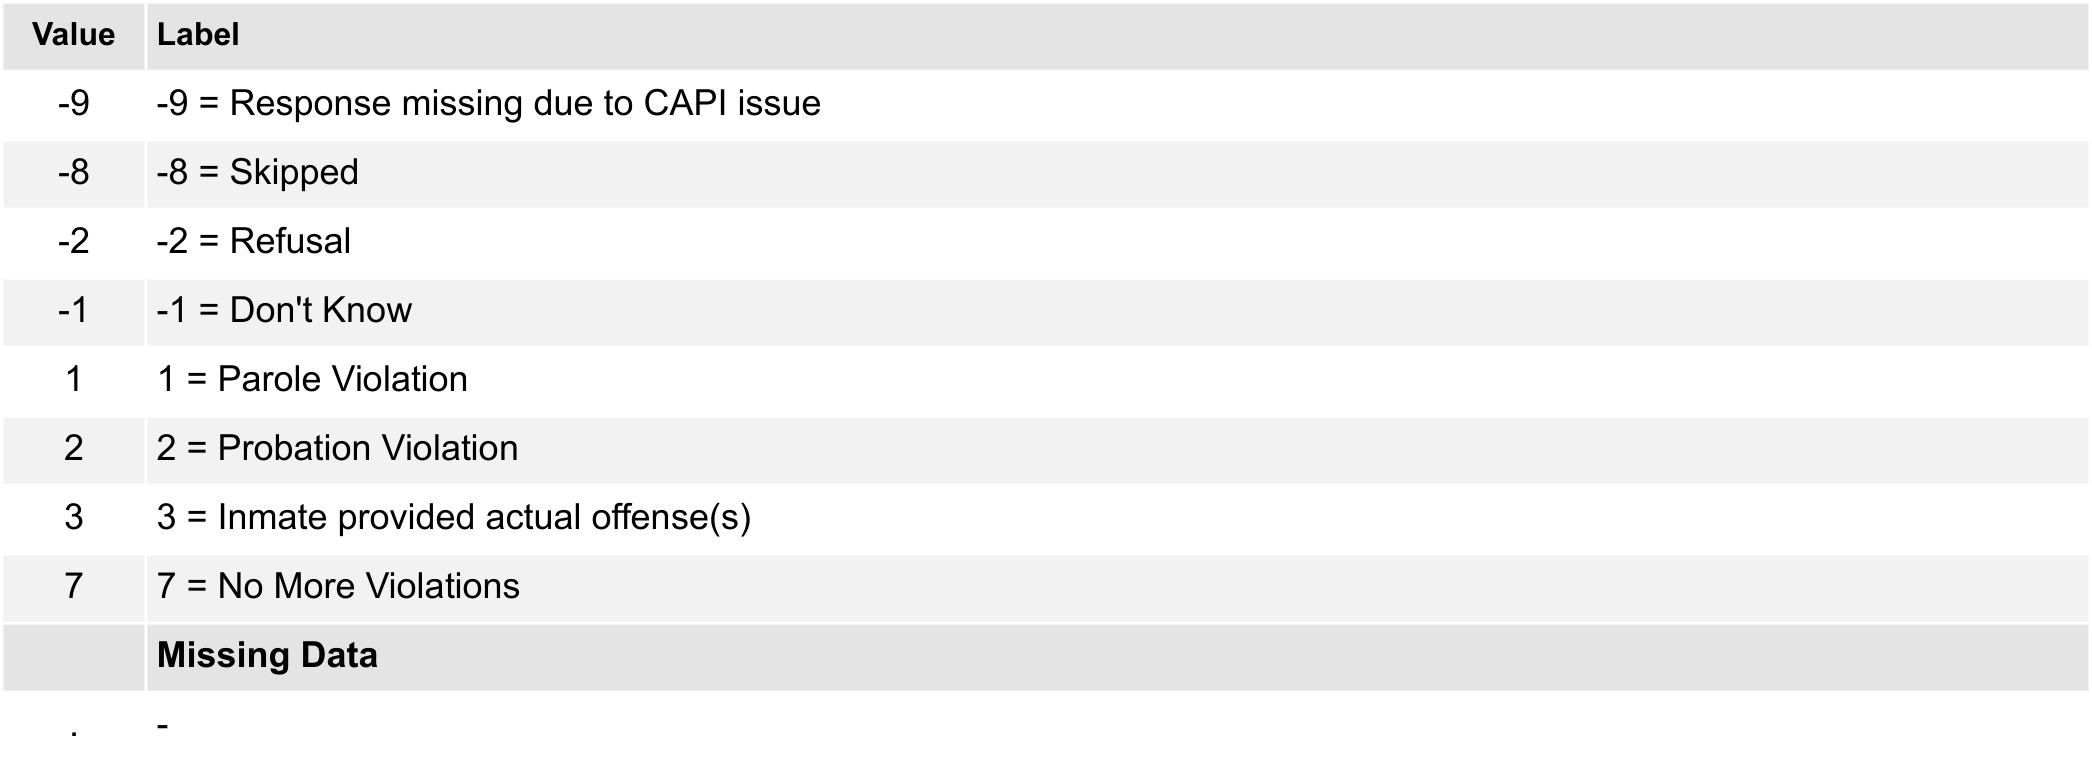 Value Label
-9 -9 = Response missing due to CAPI issue
-8 -8 = Skipped
-2 -2 = Refusal
-1 -1 = Don't Know
1 1 = Parole Violation
2 2 = Probation Violation
3 3 = Inmate provided actual offense(s)
7 7 = No More Violations
Missing Data
. -